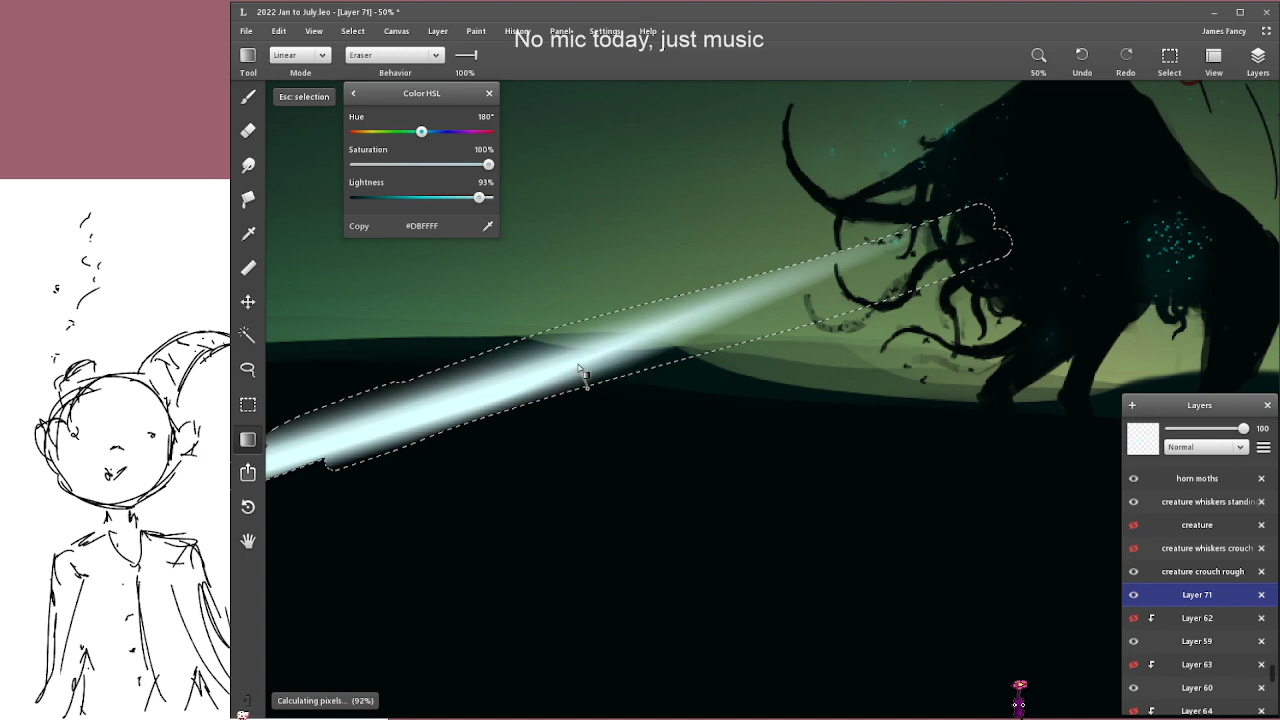 2022 Jan to July.leo - [Layer 71] - 50% *
File Edit View Select Canvas Layer Paint History Panel Settings Help James Fancy
No mic today, just music
Linear Eraser
Tool Mode Behavior 100% 50% Undo Redo Select View Layers
Esc: selection
Color HSL
Hue 180°
Saturation 100%
Lightness 93%
Copy #DBFFFF
Layers
100
Normal
horn moths
creature whiskers standin
creature
creature whiskers crouch
creature crouch rough
Layer 71
Layer 62
Layer 59
Layer 63
Layer 60
Layer 64
Calculating pixels... (92%)